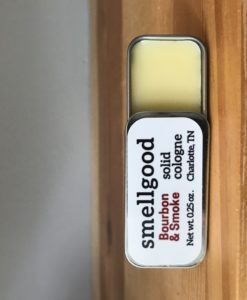 smellgood
solid
cologne
Bourbon
& Smoke
Net wt. 0.25 oz. Charlotte, TN